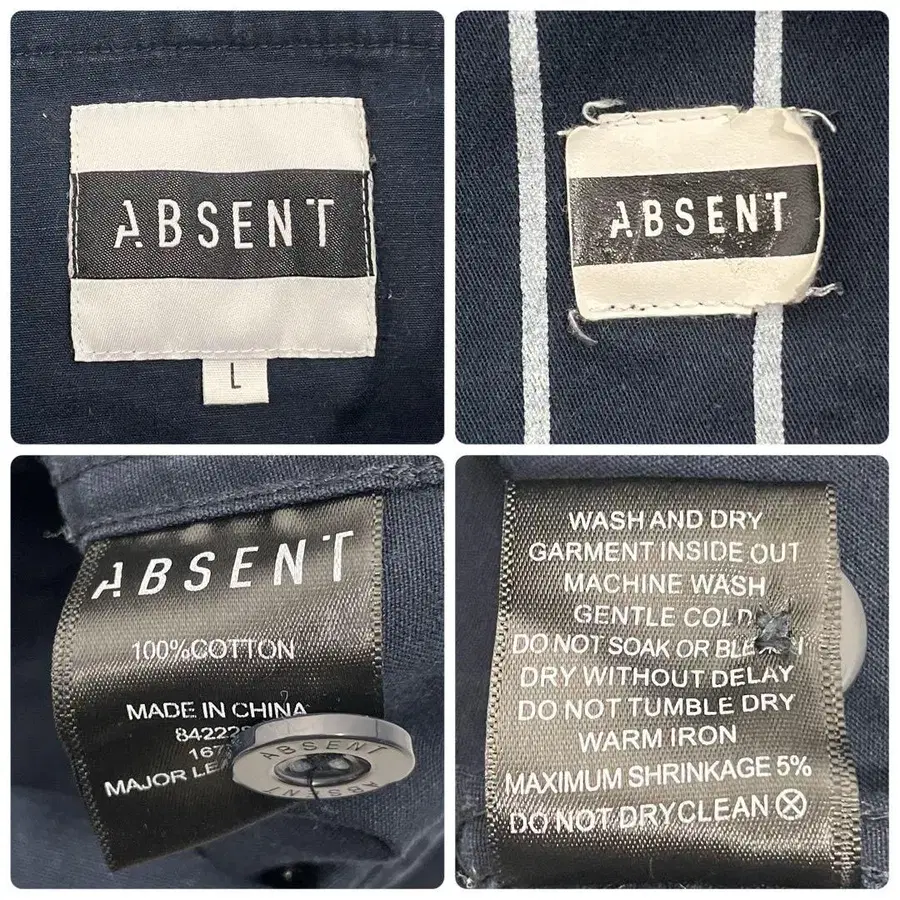 ABSENT
L
ABSENT
ABSENT
100%COTTON
MADE IN CHINA
MAJOR
ABSENT
ABSENT
WASH AND DRY
GARMENT INSIDE OUT
MACHINE WASH
GENTLE COLD
DO NOT SOAK OR
DRY WITHOUT DELAY
DO NOT TUMBLE DRY
WARM IRON
MAXIMUM SHRINKAGE 5%
DO NOT DRYCLEAN